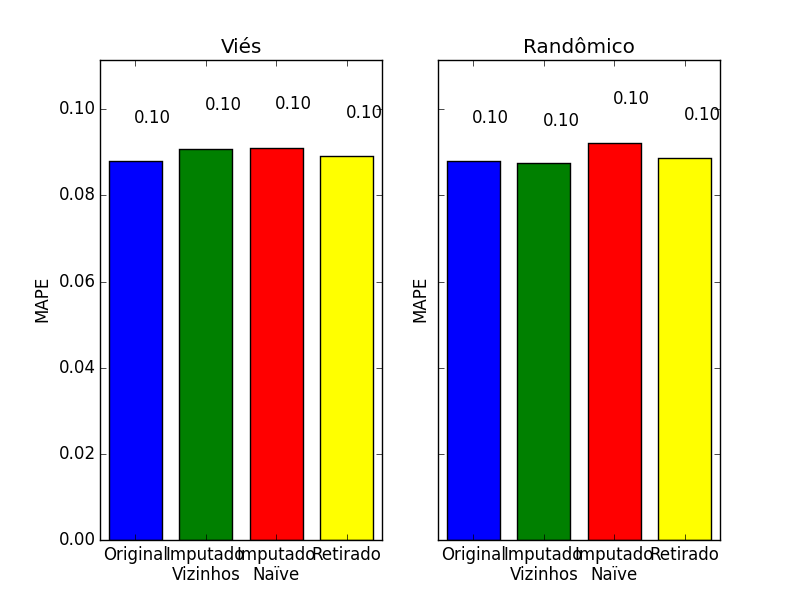 Viés
Randômico
MAPE
0.10
0.08
0.06
0.04
0.02
0.00
0.10
0.10
0.10
0.10
Original
Imputado
Vizinhos
Imputado
Naïve
Retirado
MAPE
0.10
0.10
0.10
0.10
Original
Imputado
Vizinhos
Imputado
Naïve
Retirado